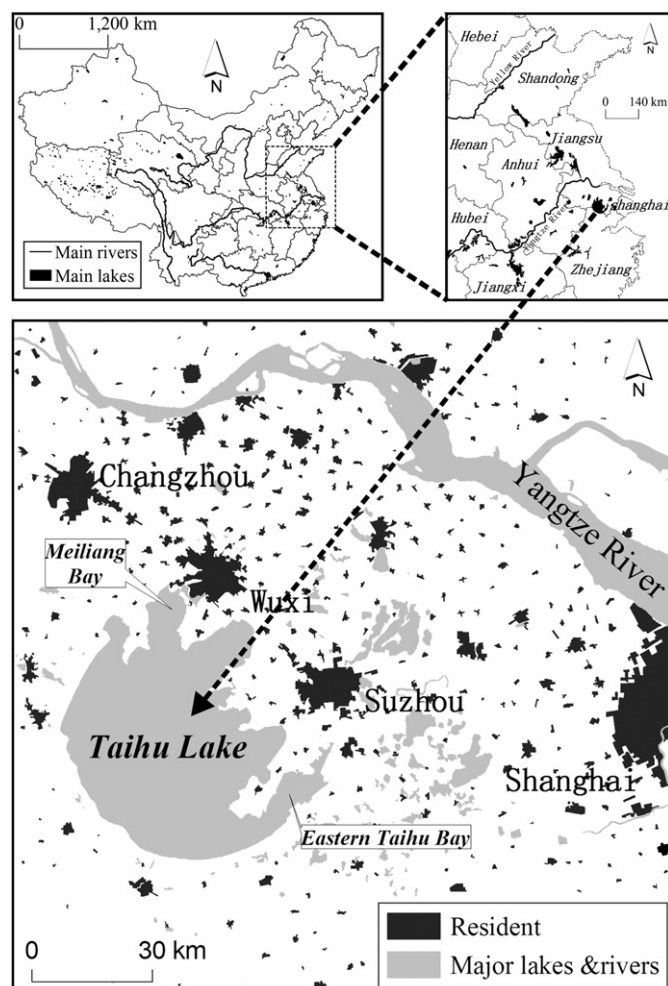 0 1,200 km
N
Main rivers
Main lakes
Hebei
Yellow River
Shandong
N
0 140 km
Henan
Jiangsu
Anhui
shanghai
Hubei
Yangtze River
Zhejiang
Jiangxi
N
Changzhou
Yangtze River
Meiliang
Bay
Wuxi
Suzhou
Taihu Lake
Shanghai
Eastern Taihu Bay
Resident
Major lakes &rivers
0 30 km